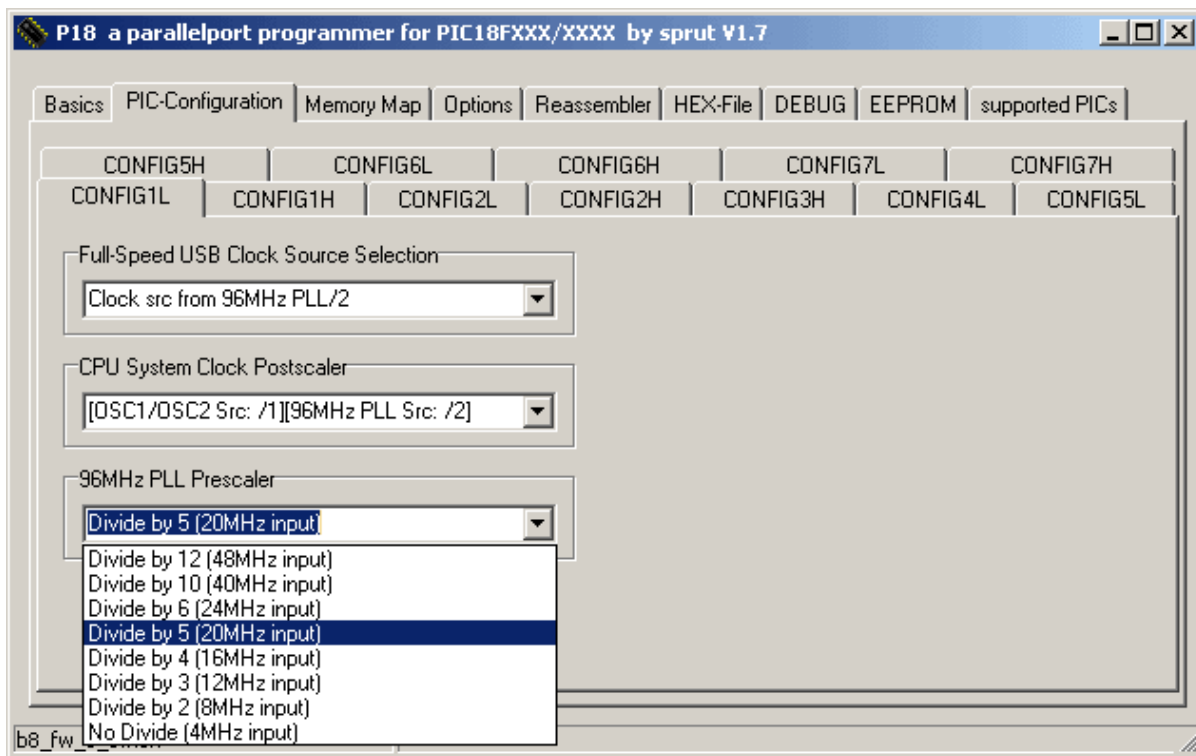 P18 a parallelport programmer for PIC18FXXX/XXXX by sprut V1.7
Basics PIC-Configuration Memory Map Options Reassembler HEX-File DEBUG EEPROM supported PICs
CONFIG5H CONFIG6L CONFIG6H CONFIG7L CONFIG7H
CONFIG1L CONFIG1H CONFIG2L CONFIG2H CONFIG3H CONFIG4L CONFIG5L
Full-Speed USB Clock Source Selection
Clock src from 96MHz PLL/2
CPU System Clock Postscaler
[OSC1/OSC2 Src: /1][96MHz PLL Src: /2]
96MHz PLL Prescaler
Divide by 5 (20MHz input)
Divide by 12 (48MHz input)
Divide by 10 (40MHz input)
Divide by 6 (24MHz input)
Divide by 5 (20MHz input)
Divide by 4 (16MHz input)
Divide by 3 (12MHz input)
Divide by 2 (8MHz input)
No Divide (4MHz input)